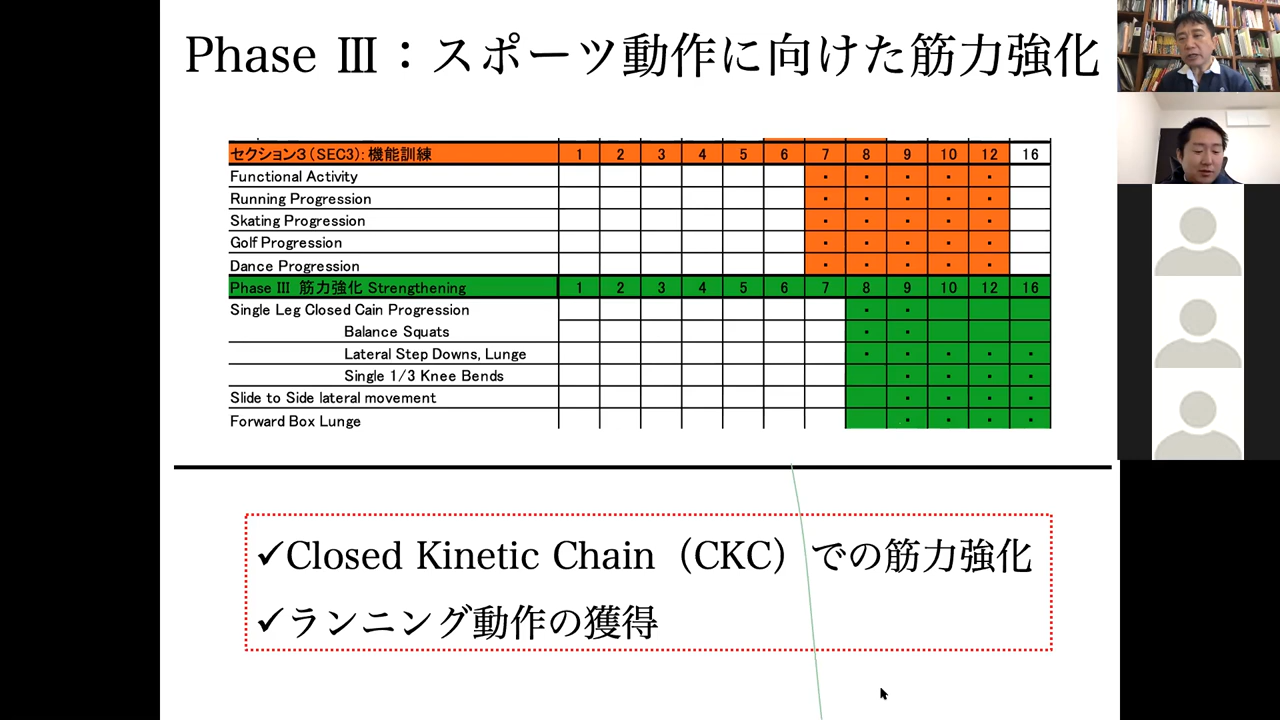 Phase Ⅲ：スポーツ動作に向けた筋力強化
セクション3（SEC3）：機能訓練 1 2 3 4 5 6 7 8 9 10 12 16
Functional Activity
Running Progression
Skating Progression
Golf Progression
Dance Progression
Phase Ⅲ 筋力強化 Strengthening 1 2 3 4 5 6 7 8 9 10 12 16
Single Leg Closed Cain Progression
Balance Squats
Lateral Step Downs, Lunge
Single 1/3 Knee Bends
Slide to Side lateral movement
Forward Box Lunge
✓Closed Kinetic Chain（CKC）での筋力強化
✓ランニング動作の獲得